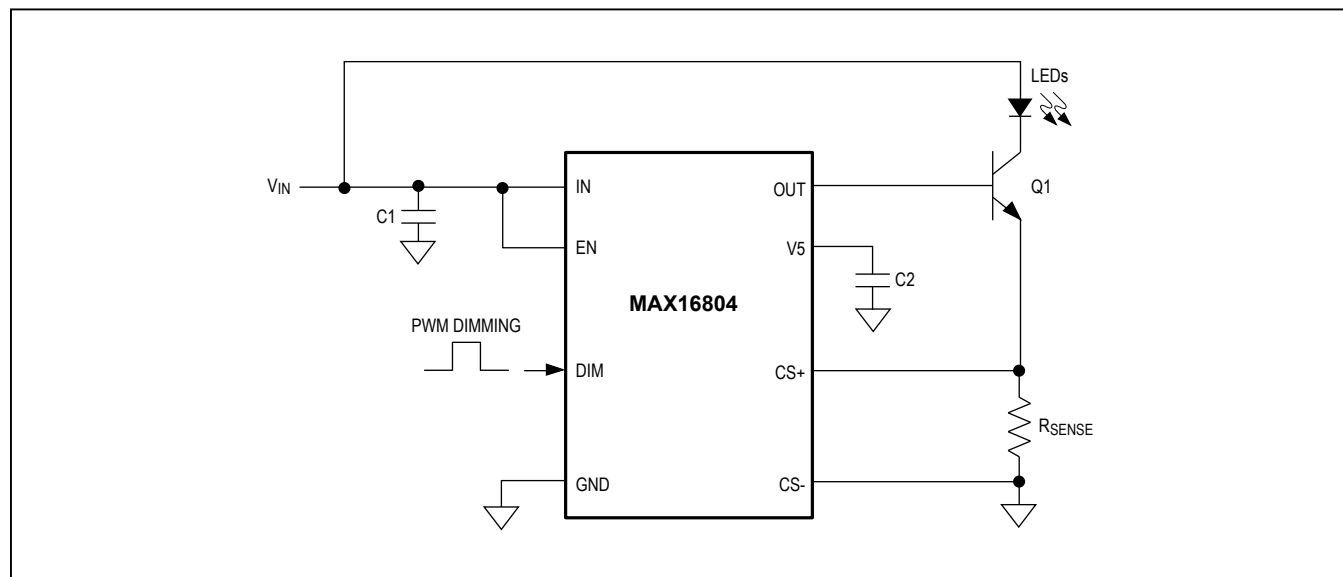 LEDs
VIN
IN
OUT
Q1
C1
EN
V5
C2
MAX16804
PWM DIMMING
DIM
CS+
RSENSE
GND
CS-